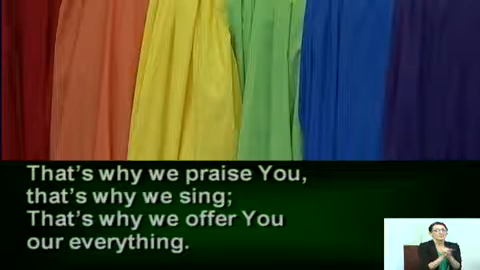 That's why we praise You,
that's why we sing;
That's why we offer You
our everything.